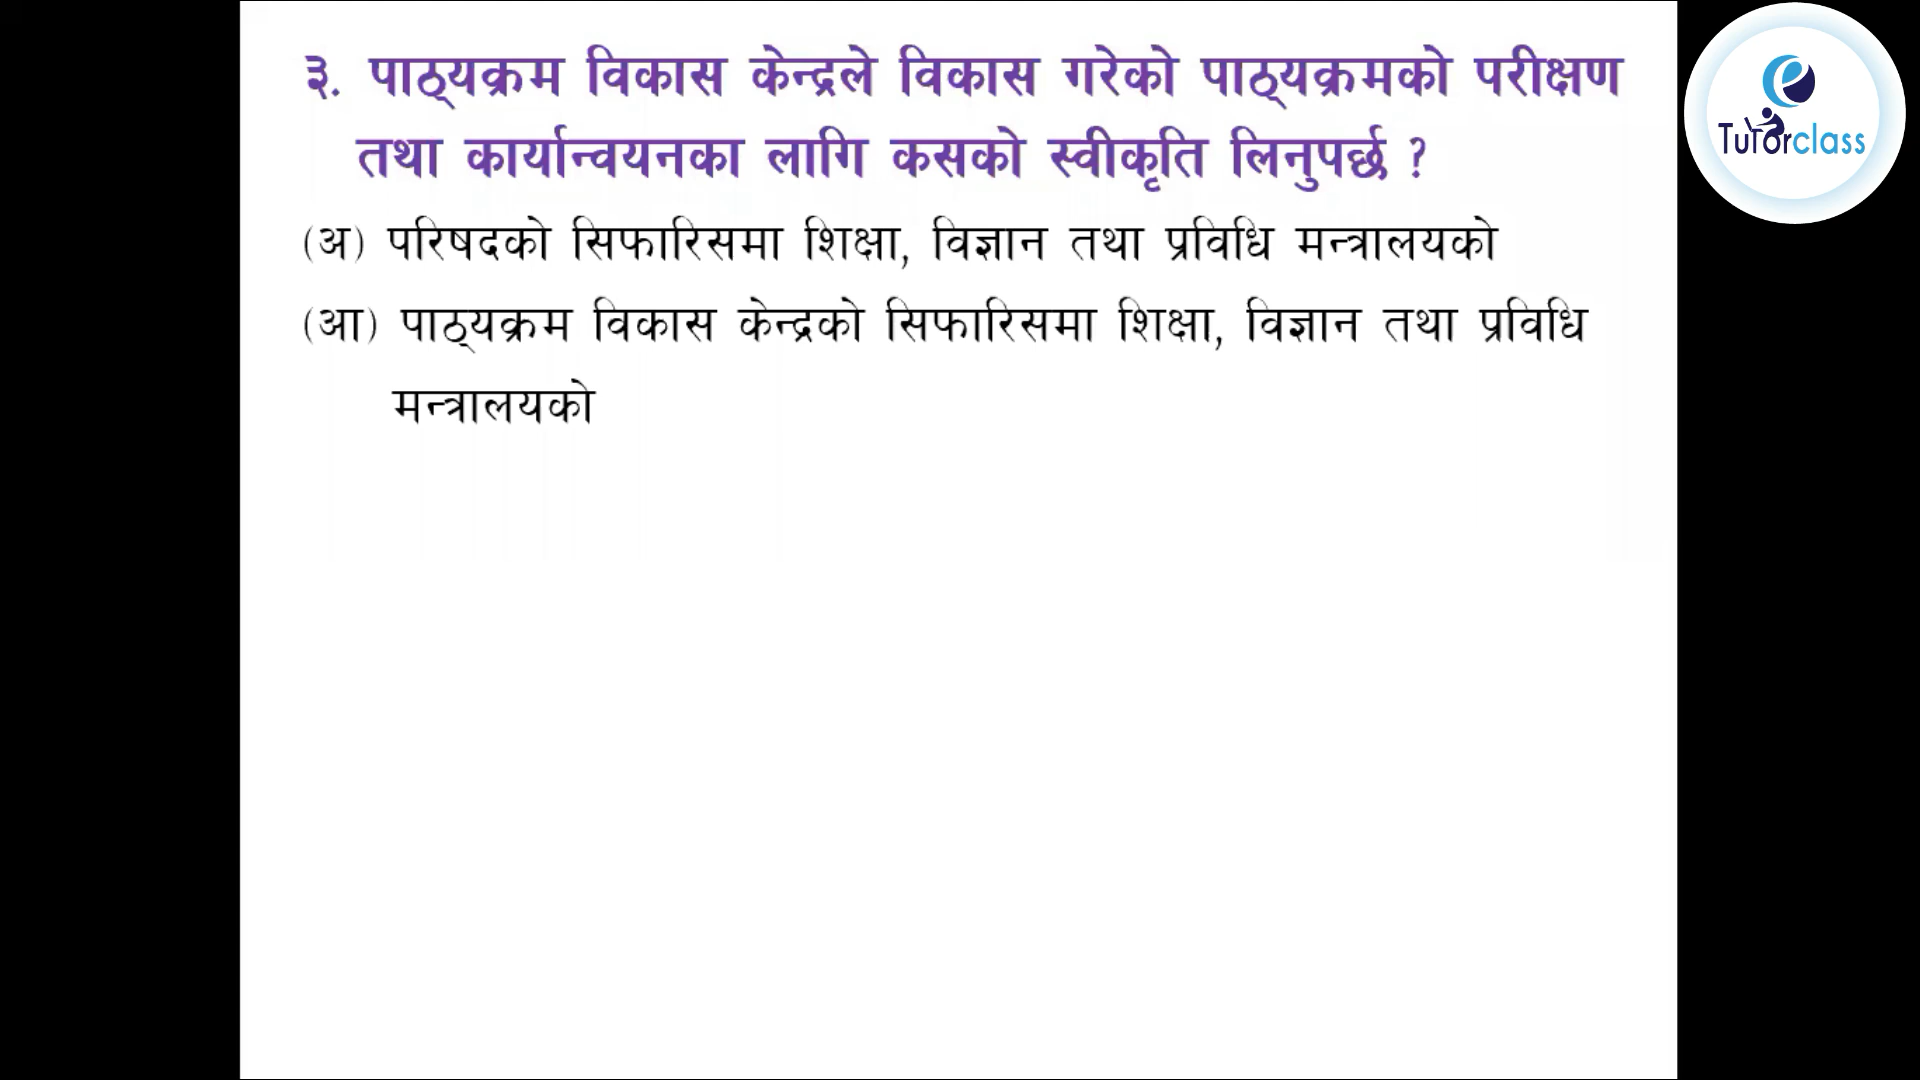 ३. पाठ्यक्रम विकास केन्द्रले विकास गरेको पाठ्यक्रमको परीक्षण
तथा कार्यान्वयनका लागि कसको स्वीकृति लिनुपर्छ ?
(अ) परिषदको सिफारिसमा शिक्षा, विज्ञान तथा प्रविधि मन्त्रालयको
(आ) पाठ्यक्रम विकास केन्द्रको सिफारिसमा शिक्षा, विज्ञान तथा प्रविधि
मन्त्रालयको
e
Tutorclass